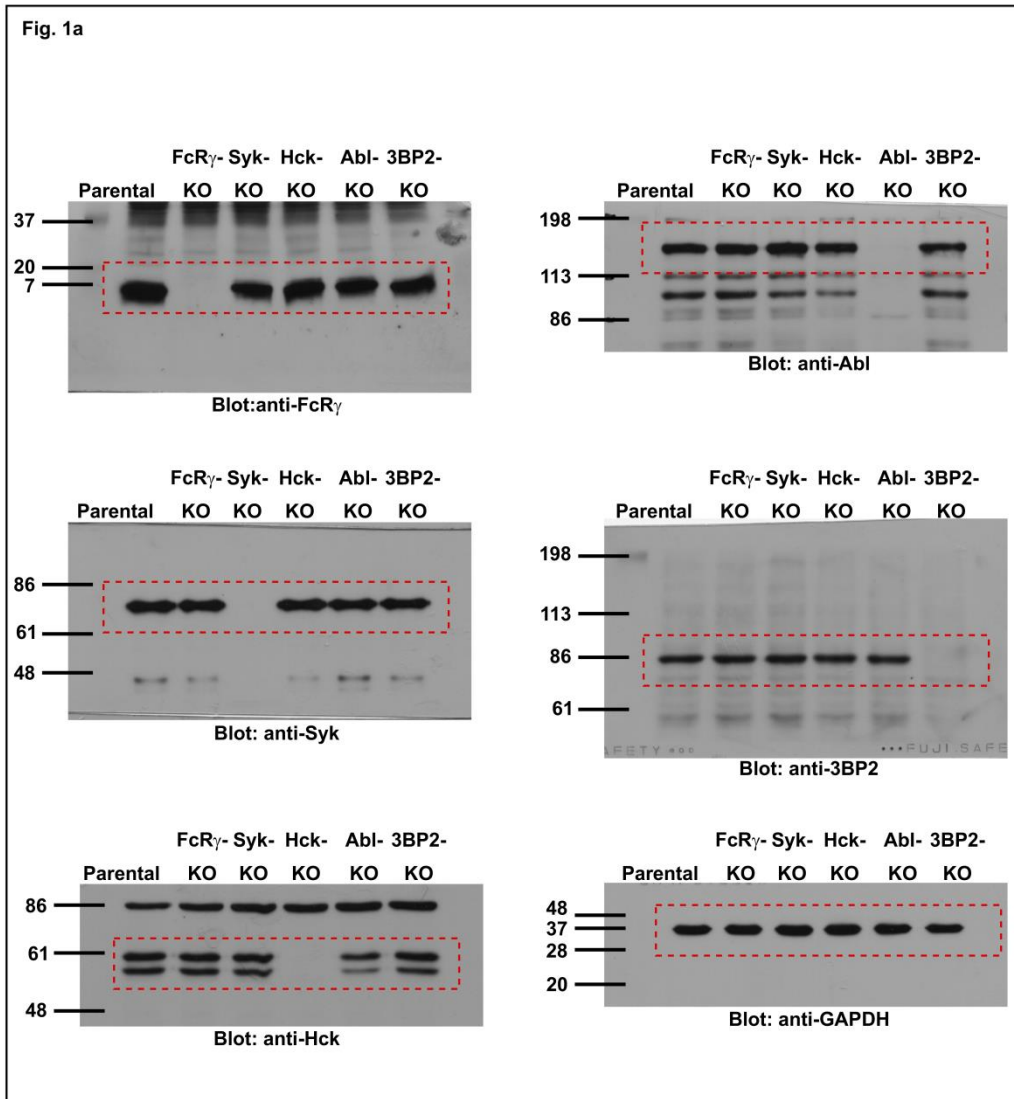 Fig. 1a
FcRγ- Syk- Hck- Abl- 3BP2-
Parental KO KO KO KO KO
37
20
7
Blot:anti-FcRγ
FcRγ- Syk- Hck- Abl- 3BP2-
Parental KO KO KO KO KO
198
113
86
Blot: anti-Abl
FcRγ- Syk- Hck- Abl- 3BP2-
Parental KO KO KO KO KO
86
61
48
Blot: anti-Syk
FcRγ- Syk- Hck- Abl- 3BP2-
Parental KO KO KO KO KO
198
113
86
61
AFETY ••• •••FUJI.SAFE
Blot: anti-3BP2
FcRγ- Syk- Hck- Abl- 3BP2-
Parental KO KO KO KO KO
86
61
48
Blot: anti-Hck
FcRγ- Syk- Hck- Abl- 3BP2-
Parental KO KO KO KO KO
48
37
28
20
Blot: anti-GAPDH